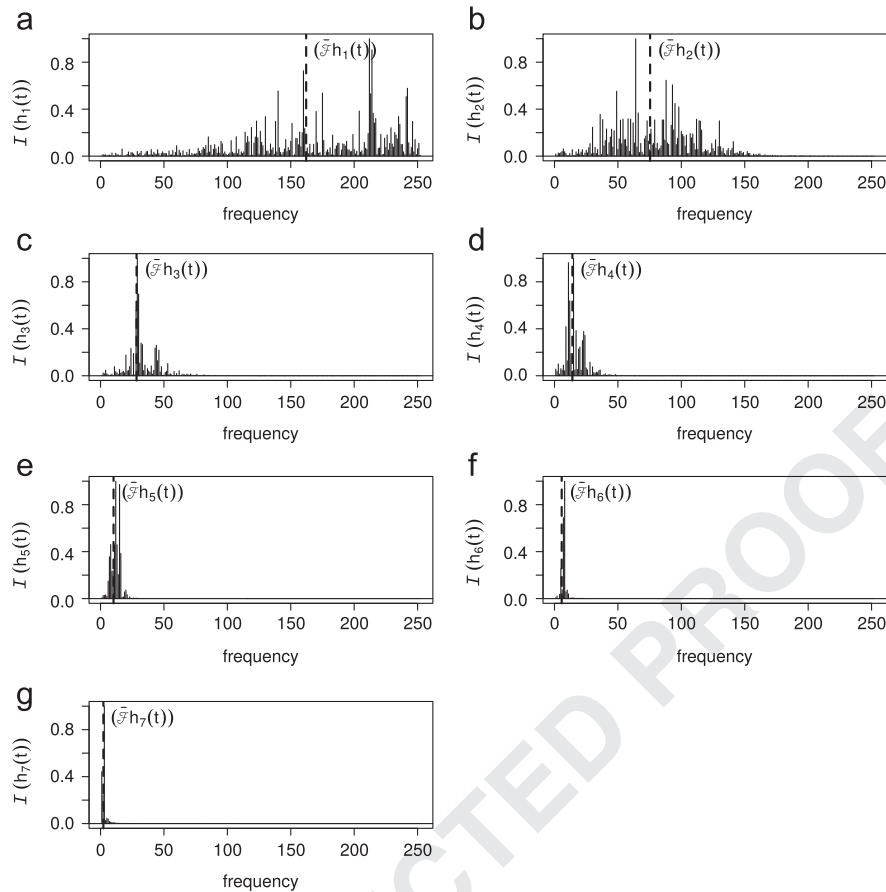 a
(ℱ̄h₁(t))
I (h₁(t))
0.8
0.4
0.0
0 50 100 150 200 250
frequency
b
(ℱ̄h₂(t))
I (h₂(t))
0.8
0.4
0.0
0 50 100 150 200 250
frequency
c
(ℱ̄h₃(t))
I (h₃(t))
0.8
0.4
0.0
0 50 100 150 200 250
frequency
d
(ℱ̄h₄(t))
I (h₄(t))
0.8
0.4
0.0
0 50 100 150 200 250
frequency
e
(ℱ̄h₅(t))
I (h₅(t))
0.8
0.4
0.0
0 50 100 150 200 250
frequency
f
(ℱ̄h₆(t))
I (h₆(t))
0.8
0.4
0.0
0 50 100 150 200 250
frequency
g
(ℱ̄h₇(t))
I (h₇(t))
0.8
0.4
0.0
0 50 100 150 200 250
frequency
CTED PROOF